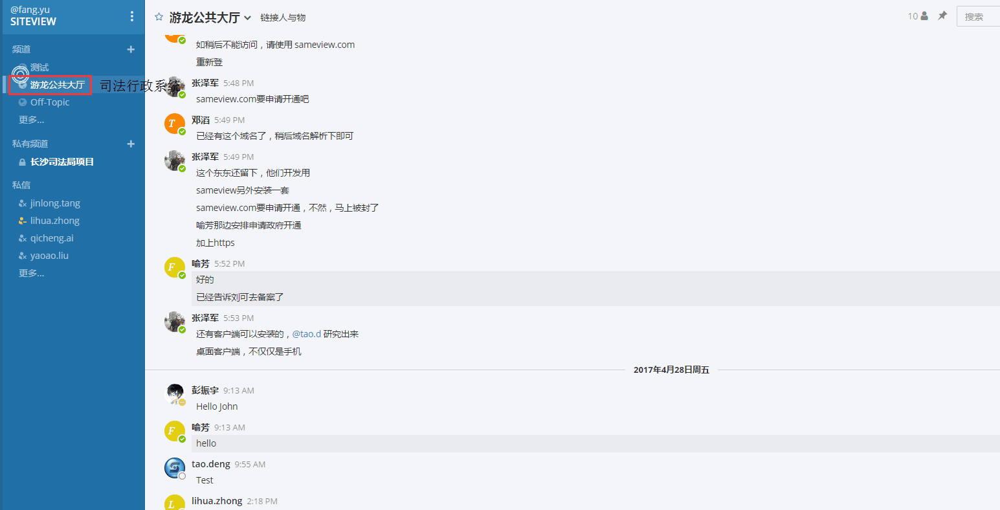 @fang.yu
SITEVIEW
频道
测试
游龙公共大厅
司法行政系统
Off-Topic
更多...
私有频道
长沙司法局项目
私信
jinlong.tang
lihua.zhong
qicheng.ai
yaoao.liu
更多...
游龙公共大厅 链接人与物
10
搜索
如稍后不能访问，请使用 sameview.com
重新登
张泽军 5:48 PM
sameview.com要申请开通吧
T
邓滔 5:49 PM
已经有这个域名了，稍后域名解析下即可
张泽军 5:49 PM
这个东东还留下，他们开发用
sameview另外安装一套
sameview.com要申请开通，不然，马上被封了
喻芳那边安排申请政府开通
加上https
F
喻芳 5:52 PM
好的
已经告诉刘可去备案了
张泽军 5:53 PM
还有客户端可以安装的，@tao.d 研究出来
桌面客户端，不仅仅是手机
2017年4月28日周五
彭振宇 9:13 AM
Hello John
F
喻芳 9:13 AM
hello
S
tao.deng 9:55 AM
Test
L
lihua.zhong 2:18 PM